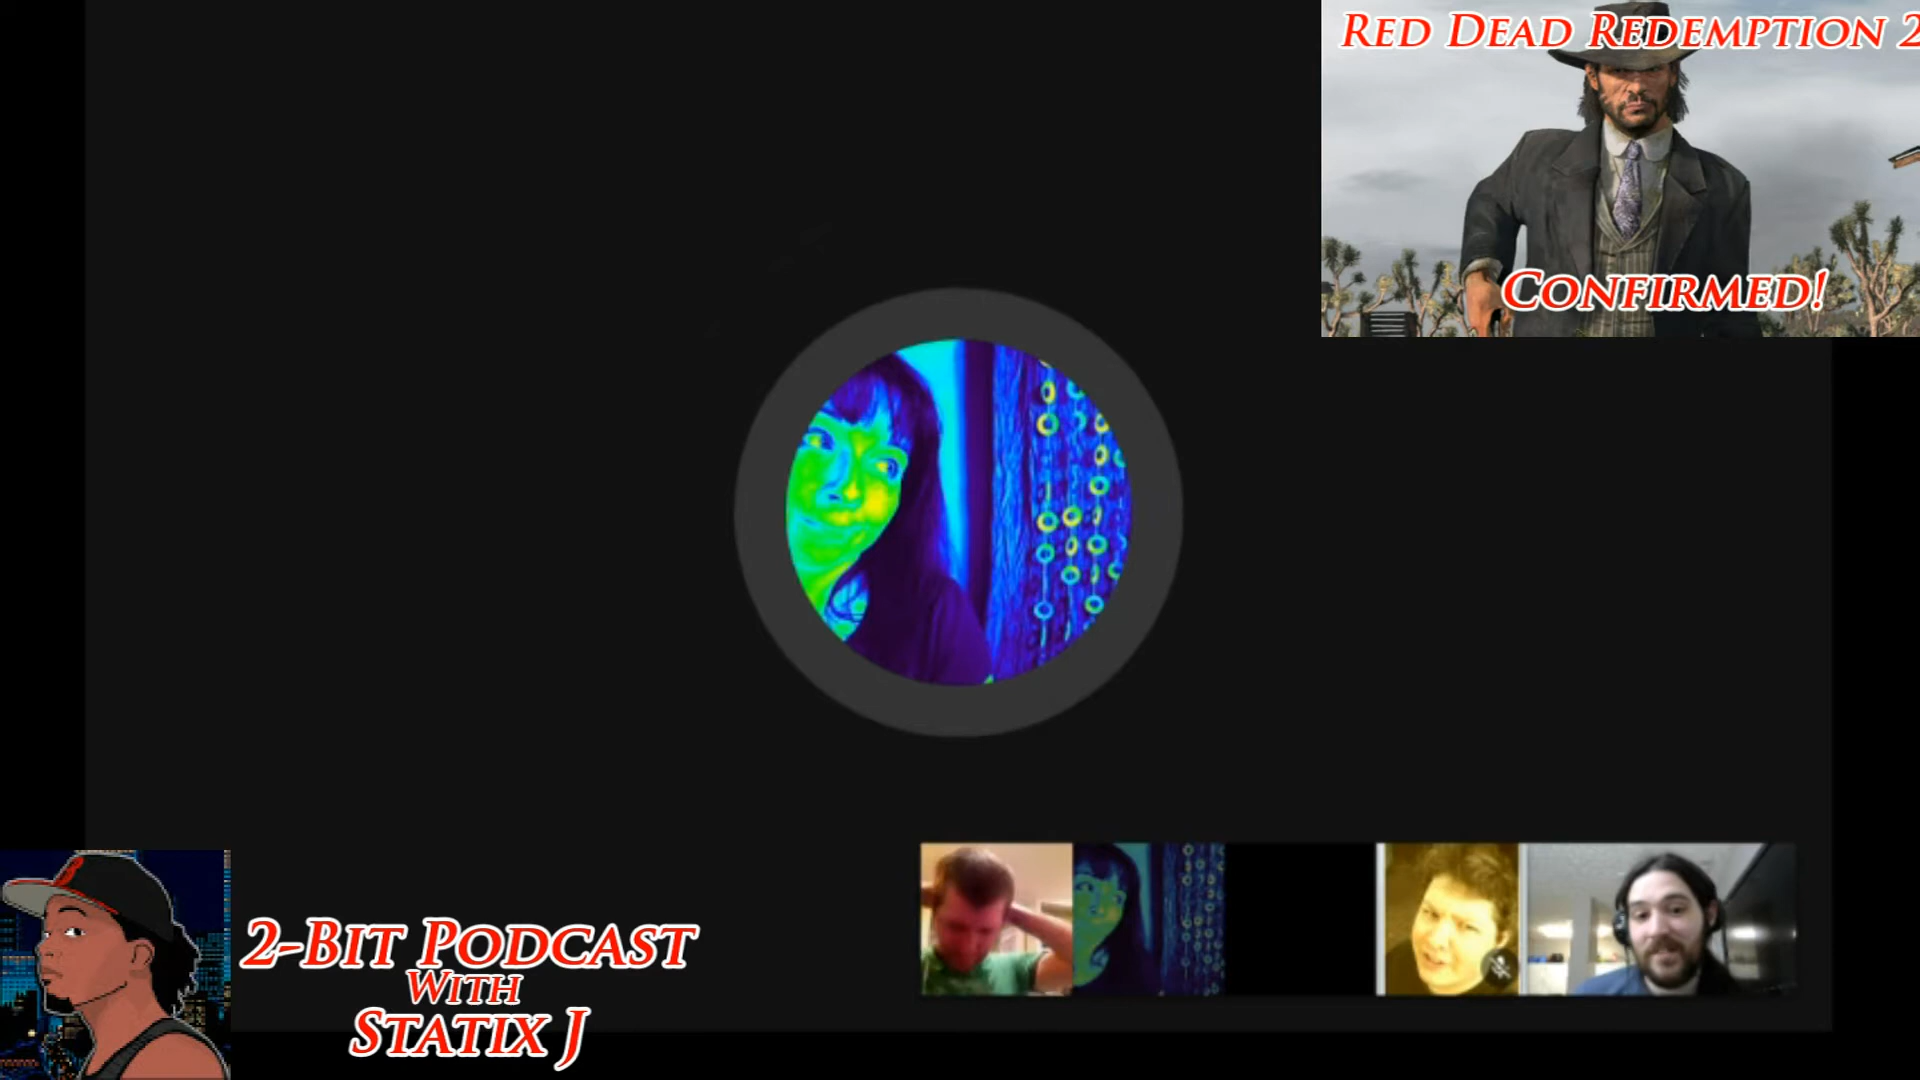 Red Dead Redemption 2
Confirmed!
2-Bit Podcast
With
Statix J